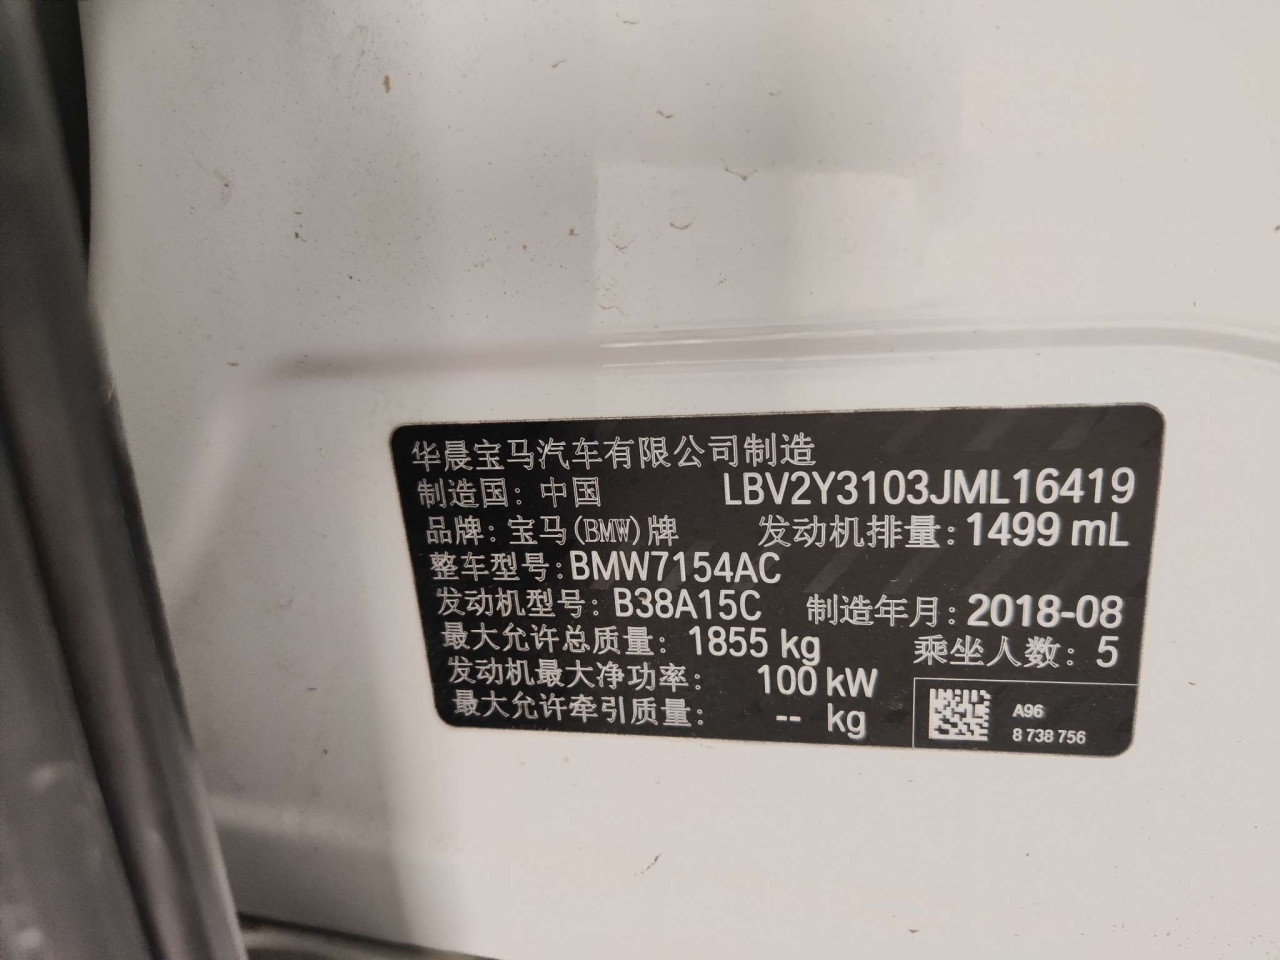 华晨宝马汽车有限公司制造
制造国：中国 LBV2Y3103JML16419
品牌：宝马(BMW)牌 发动机排量：1499 mL
整车型号：BMW7154AC
发动机型号：B38A15C 制造年月：2018-08
最大允许总质量：1855 kg 乘坐人数：5
发动机最大净功率： 100 kW
最大允许牵引质量： -- kg
A96
8 738 756